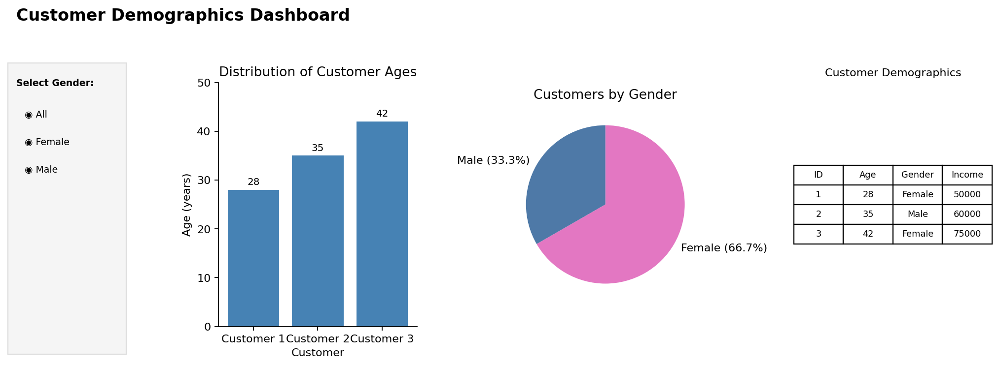 Customer Demographics Dashboard
Select Gender:
◉ All
◉ Female
◉ Male
Distribution of Customer Ages
50
40
30
20
10
0
Age (years)
28
35
42
Customer 1
Customer 2
Customer 3
Customer
Customers by Gender
Male (33.3%)
Female (66.7%)
Customer Demographics
ID Age Gender Income
1 28 Female 50000
2 35 Male 60000
3 42 Female 75000